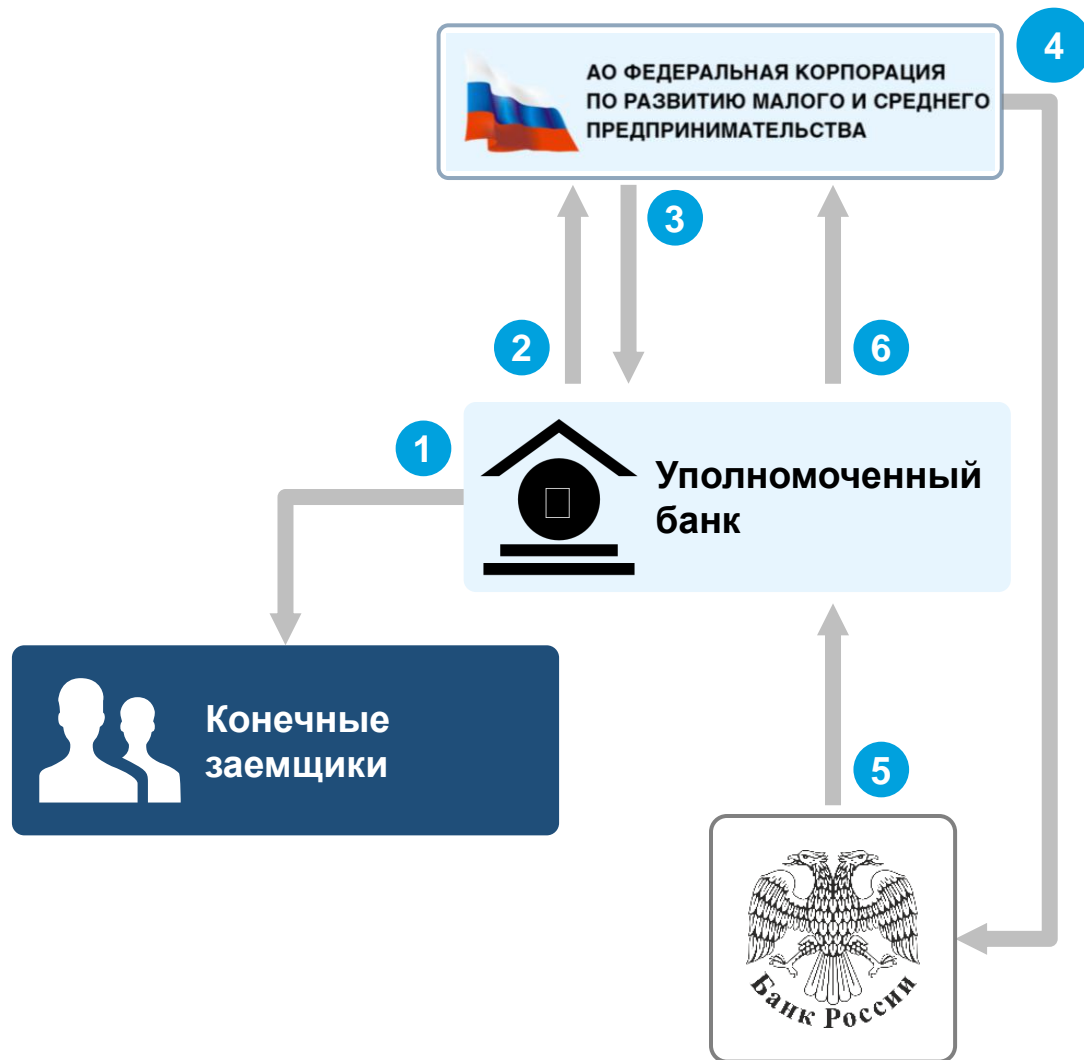 4
АО ФЕДЕРАЛЬНАЯ КОРПОРАЦИЯ
ПО РАЗВИТИЮ МАЛОГО И СРЕДНЕГО
ПРЕДПРИНИМАТЕЛЬСТВА
3
2
6
1
Уполномоченный
банк
Конечные
заемщики
5
Банк России